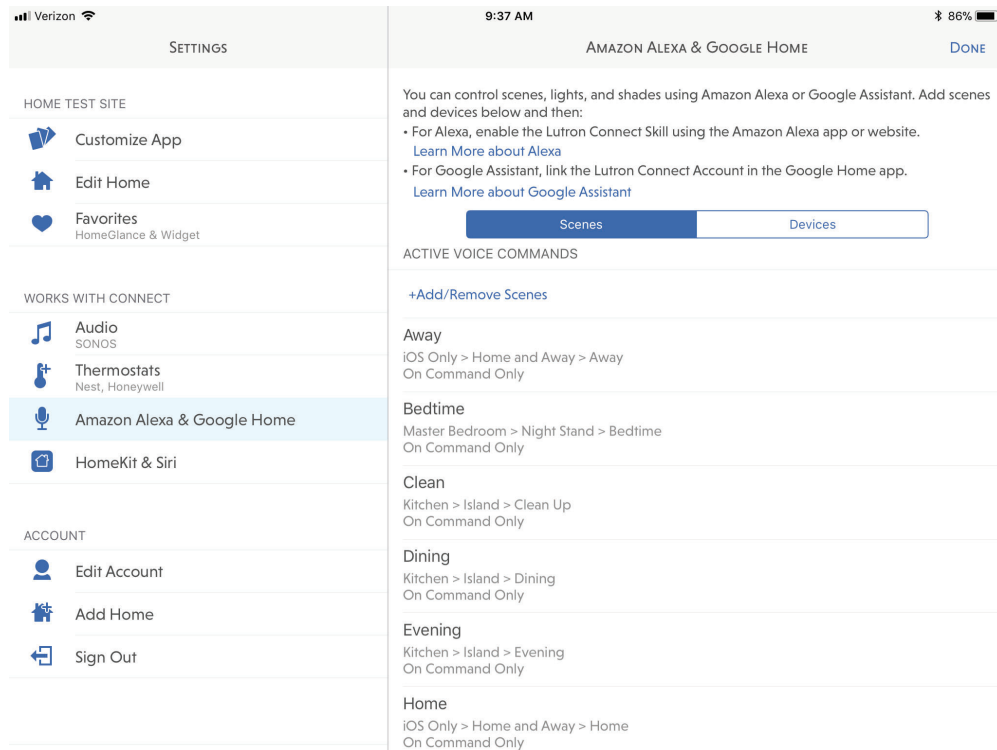 Verizon
9:37 AM
86%
Settings
HOME TEST SITE
Customize App
Edit Home
Favorites
HomeGlance & Widget
WORKS WITH CONNECT
Audio
SONOS
Thermostats
Nest, Honeywell
Amazon Alexa & Google Home
HomeKit & Siri
ACCOUNT
Edit Account
Add Home
Sign Out
Amazon Alexa & Google Home
Done
You can control scenes, lights, and shades using Amazon Alexa or Google Assistant. Add scenes
and devices below and then:
• For Alexa, enable the Lutron Connect Skill using the Amazon Alexa app or website.
Learn More about Alexa
• For Google Assistant, link the Lutron Connect Account in the Google Home app.
Learn More about Google Assistant
Scenes
Devices
ACTIVE VOICE COMMANDS
+Add/Remove Scenes
Away
iOS Only > Home and Away > Away
On Command Only
Bedtime
Master Bedroom > Night Stand > Bedtime
On Command Only
Clean
Kitchen > Island > Clean Up
On Command Only
Dining
Kitchen > Island > Dining
On Command Only
Evening
Kitchen > Island > Evening
On Command Only
Home
iOS Only > Home and Away > Home
On Command Only